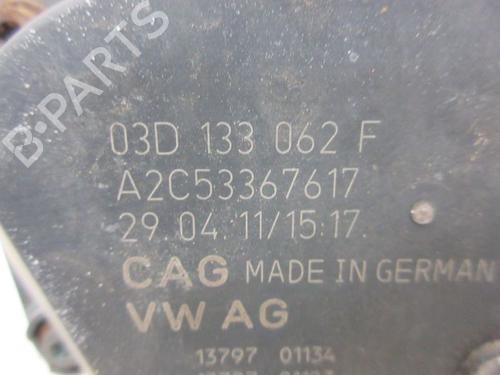 B-PARTS
03D 133 062 F
A2C53367617
29.04.11/15:17.
CAG MADE IN GERMAN
VW AG
13797 01134